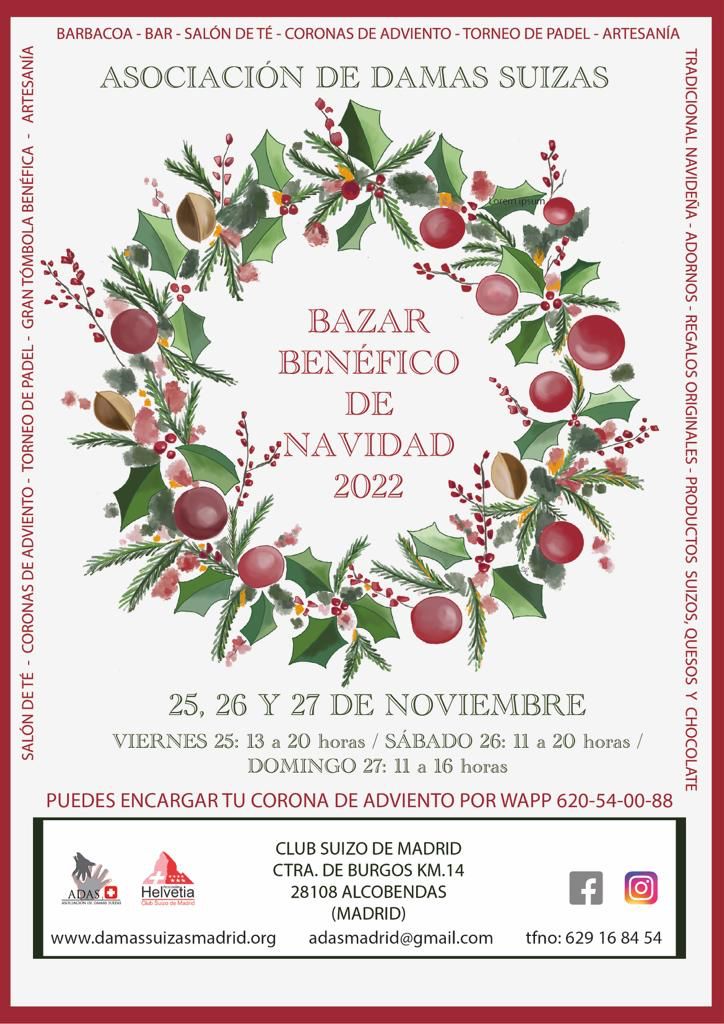 BARBACOA - BAR - SALÓN DE TÉ - CORONAS DE ADVIENTO - TORNEO DE PADEL - ARTESANÍA
ASOCIACIÓN DE DAMAS SUIZAS
SALÓN DE TÉ - CORONAS DE ADVIENTO - TORNEO DE PADEL - GRAN TÓMBOLA BENÉFICA - ARTESANÍA
TRADICIONAL NAVIDEÑA - ADORNOS - REGALOS ORIGINALES - PRODUCTOS SUIZOS, QUESOS Y CHOCOLATE
Lorem ipsum
BAZAR
BENÉFICO
DE
NAVIDAD
2022
25, 26 Y 27 DE NOVIEMBRE
VIERNES 25: 13 a 20 horas / SÁBADO 26: 11 a 20 horas /
DOMINGO 27: 11 a 16 horas
PUEDES ENCARGAR TU CORONA DE ADVIENTO POR WAPP 620-54-00-88
ADAS
ASOCIACIÓN DE DAMAS SUIZAS
Helvetia
Club Suizo de Madrid
CLUB SUIZO DE MADRID
CTRA. DE BURGOS KM.14
28108 ALCOBENDAS
(MADRID)
www.damassuizasmadrid.org adasmadrid@gmail.com tfno: 629 16 84 54